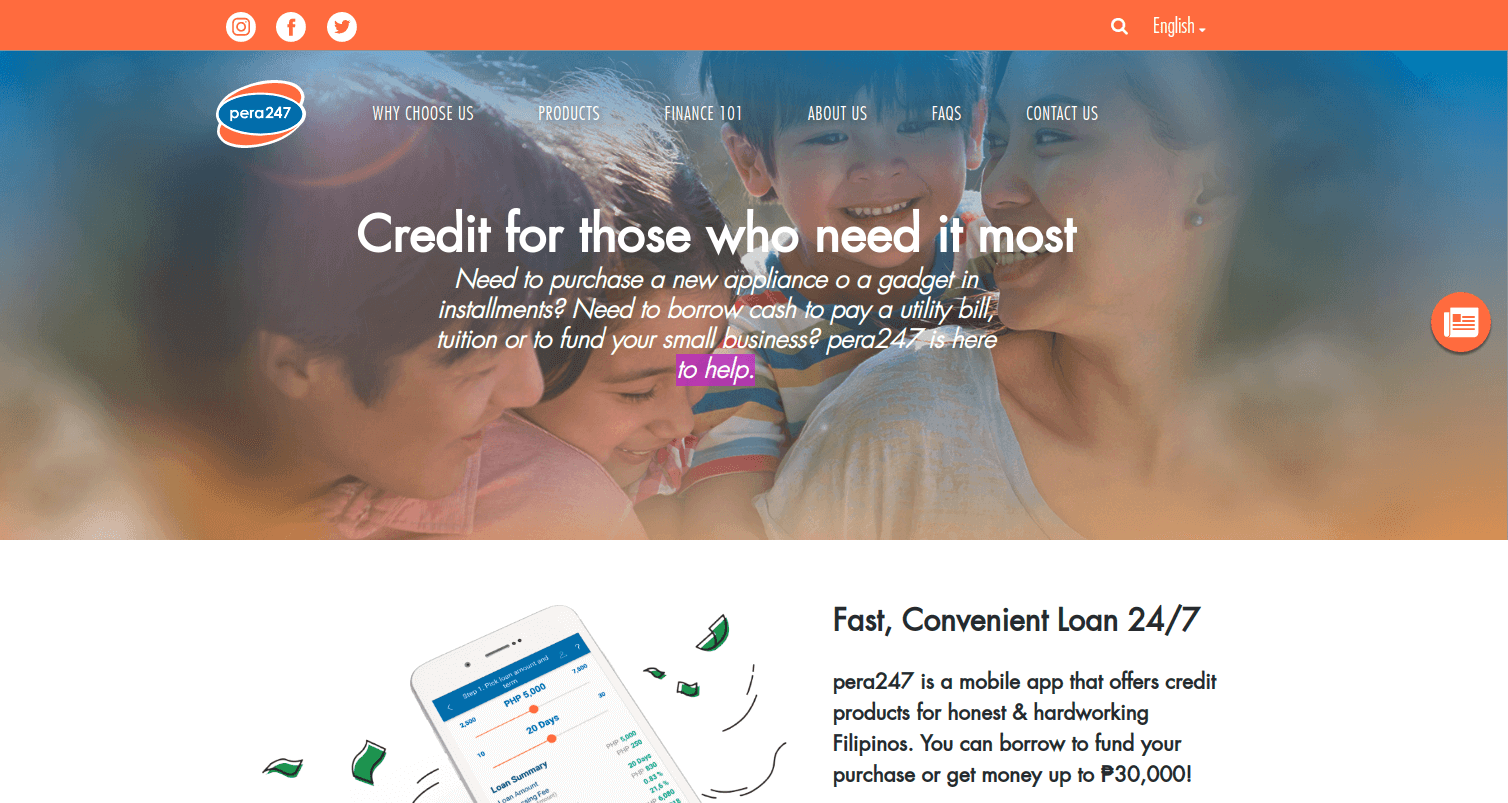 English
pera247
WHY CHOOSE US
PRODUCTS
FINANCE 101
ABOUT US
FAQS
CONTACT US
Credit for those who need it most
Need to purchase a new appliance o a gadget in
installments? Need to borrow cash to pay a utility bill,
tuition or to fund your small business? pera247 is here
to help.
Step 1. Pick loan amount and
term
?
PHP 5,000
2,500
7,500
20 Days
10
30
Loan Summary
PHP 5,000
PHP 250
20 Days
PHP 830
0.83 %
21,6 %
PHP 6,080
Fast, Convenient Loan 24/7
pera247 is a mobile app that offers credit
products for honest & hardworking
Filipinos. You can borrow to fund your
purchase or get money up to ₱30,000!